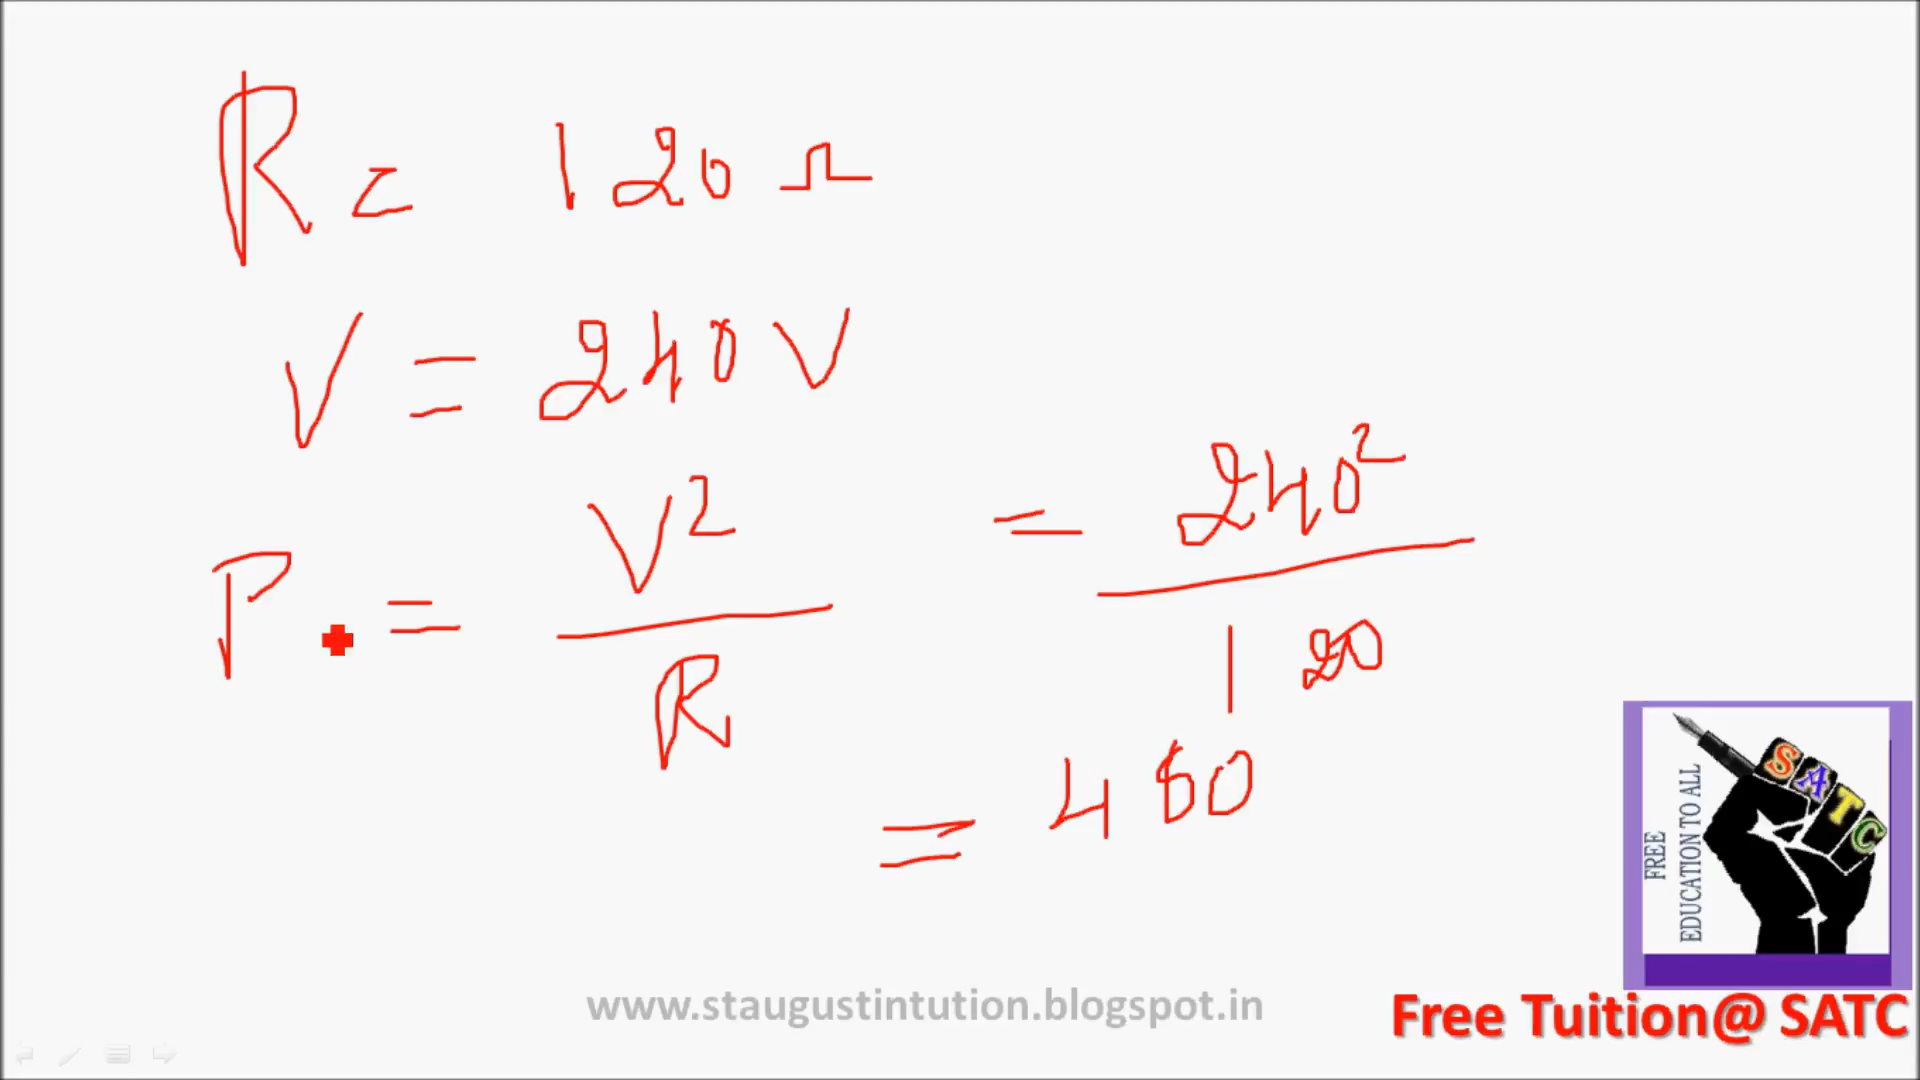 R = 120 Ω
V = 240 V
P = V² / R = 240² / 120
= 480
FREE
EDUCATION TO ALL
SATC
www.staugustintution.blogspot.in
Free Tuition@ SATC